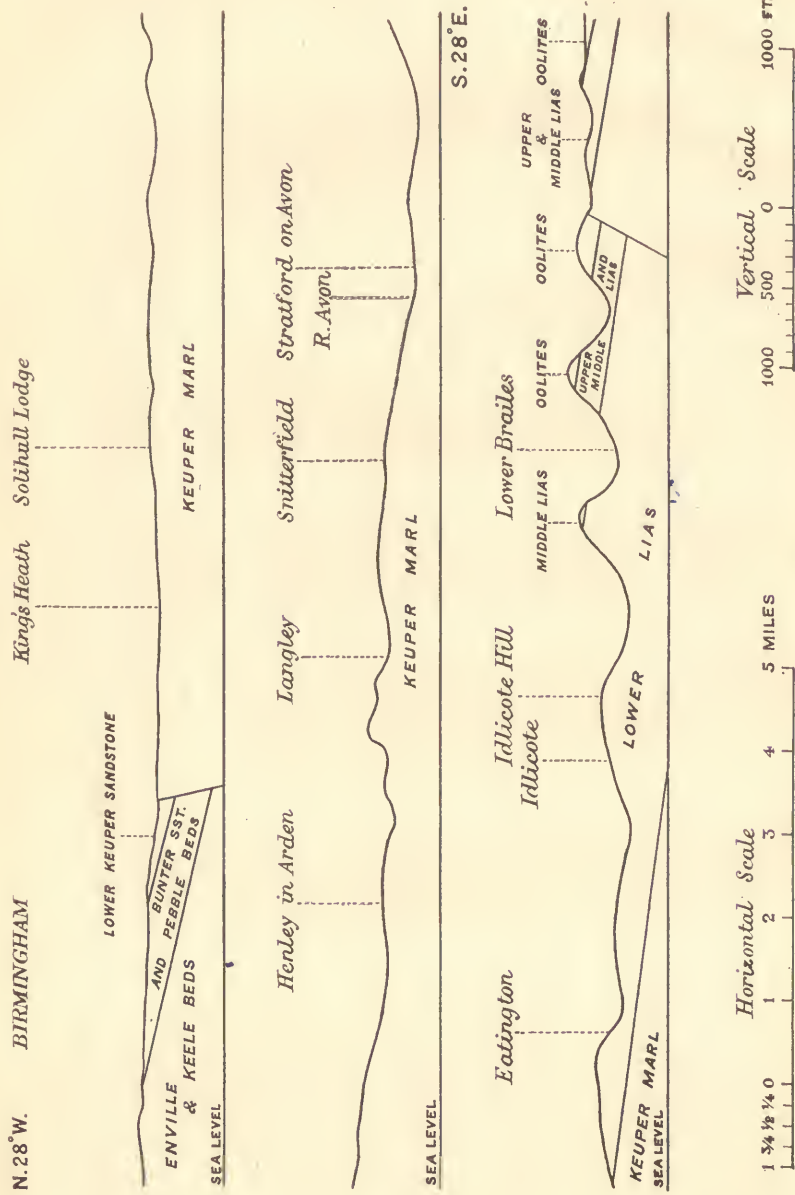 N.28°W.
BIRMINGHAM
King's Heath
Solihull Lodge
LOWER KEUPER SANDSTONE
ENVILLE
& KEELE BEDS
BUNTER SST.
AND PEBBLE BEDS
KEUPER MARL
SEA LEVEL
Henley in Arden
Langley
Snitterfield
Stratford on Avon
R. Avon
KEUPER MARL
SEA LEVEL
S.28°E.
Eatington
Idlicote Hill
Idlicote
Lower Brailes
MIDDLE LIAS
OOLITES
OOLITES
UPPER
&
MIDDLE LIAS
OOLITES
UPPER
MIDDLE
AND
LIAS
KEUPER MARL
SEA LEVEL
LOWER
LIAS
Horizontal Scale
1 3/4 1/2 1/4 0 1 2 3 4 5 MILES
Vertical Scale
1000 500 0 1000 FT.